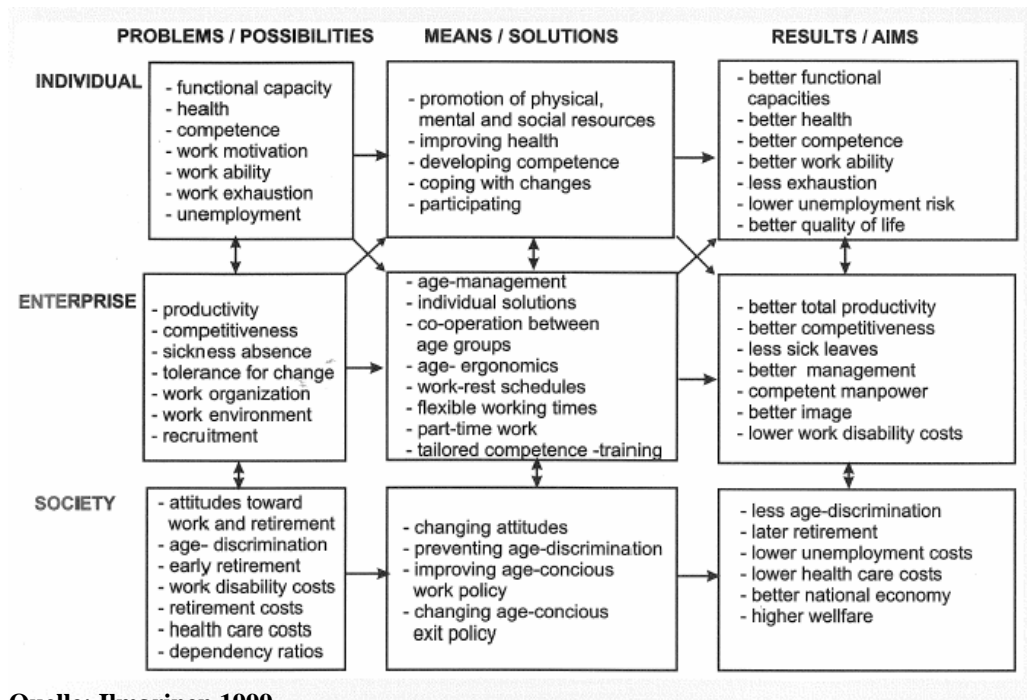 PROBLEMS / POSSIBILITIES
MEANS / SOLUTIONS
RESULTS / AIMS
INDIVIDUAL
- functional capacity
- health
- competence
- work motivation
- work ability
- work exhaustion
- unemployment
- promotion of physical,
mental and social resources
- improving health
- developing competence
- coping with changes
- participating
- better functional
capacities
- better health
- better competence
- better work ability
- less exhaustion
- lower unemployment risk
- better quality of life
ENTERPRISE
- productivity
- competitiveness
- sickness absence
- tolerance for change
- work organization
- work environment
- recruitment
- age-management
- individual solutions
- co-operation between
age groups
- age- ergonomics
- work-rest schedules
- flexible working times
- part-time work
- tailored competence -training
- better total productivity
- better competitiveness
- less sick leaves
- better management
- competent manpower
- better image
- lower work disability costs
SOCIETY
- attitudes toward
work and retirement
- age- discrimination
- early retirement
- work disability costs
- retirement costs
- health care costs
- dependency ratios
- changing attitudes
- preventing age-discrimination
- improving age-concious
work policy
- changing age-concious
exit policy
- less age-discrimination
- later retirement
- lower unemployment costs
- lower health care costs
- better national economy
- higher wellfare
Quelle: Ilmarinen 1999